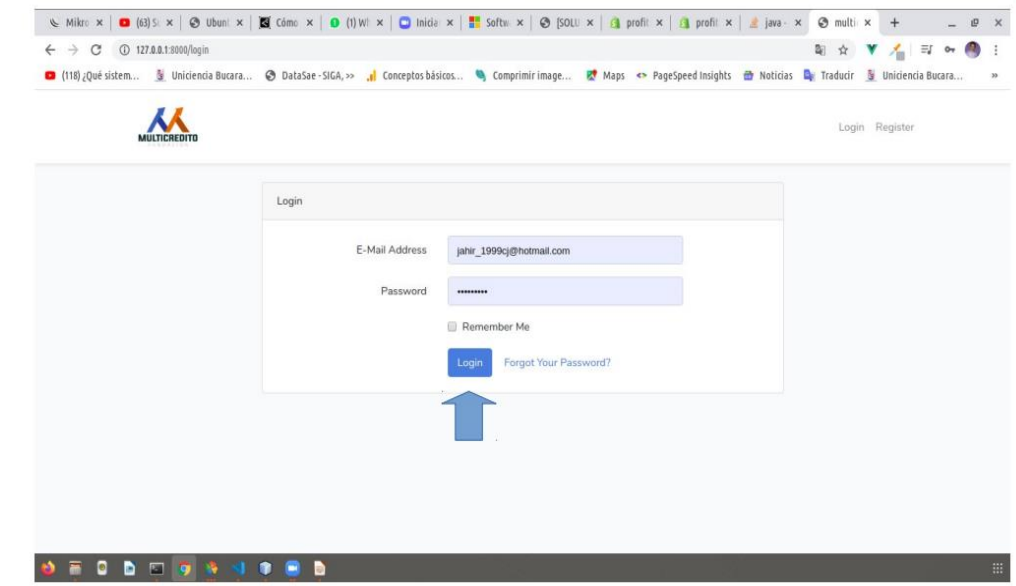 Mikro (63) S Ubunt Cómo (1) Wh Inicia Softw [SOLU profit profit java - multi
127.0.0.1:8000/login
(118) ¿Qué sistem... Uniciencia Bucara... DataSae - SIGA, >> Conceptos básicos... Comprimir image... Maps PageSpeed Insights Noticias Traducir Uniciencia Bucara... »
MULTICREDITO
Login Register
Login
E-Mail Address jahir_1999cj@hotmail.com
Password
Remember Me
Login Forgot Your Password?